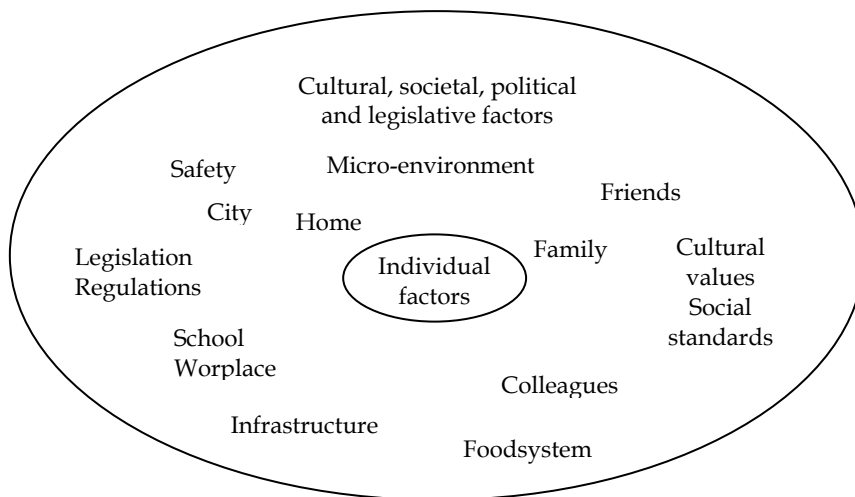 Cultural, societal, political
and legislative factors
Micro-environment
Safety
Friends
City
Home
Family
Cultural
values
Social
standards
Legislation
Regulations
Individual
factors
School
Worplace
Colleagues
Infrastructure
Foodsystem